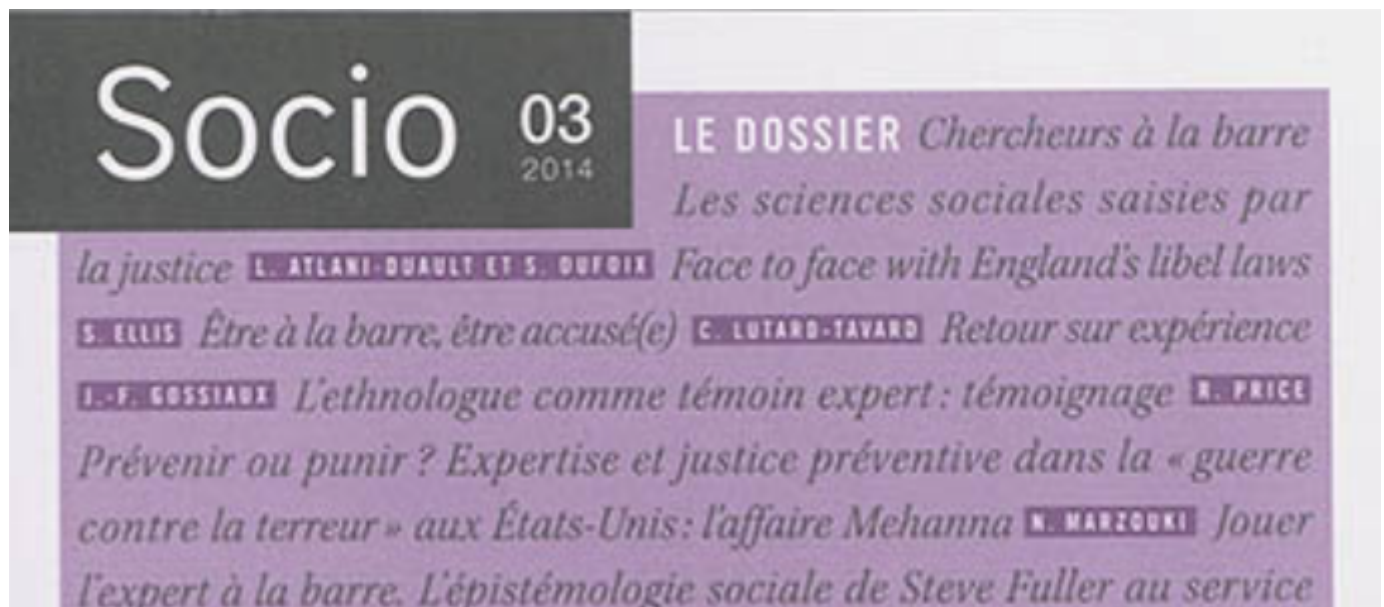 Socio 03
2014
LE DOSSIER Chercheurs à la barre
Les sciences sociales saisies par
la justice L. ATLANI-DUAULT ET S. DUFOIX Face to face with England's libel laws
S. ELLIS Être à la barre, être accusé(e) C. LUTARD-TAVARD Retour sur expérience
J.-F. GOSSIAUX L'ethnologue comme témoin expert : témoignage R. PRICE
Prévenir ou punir ? Expertise et justice préventive dans la « guerre
contre la terreur » aux États-Unis : l'affaire Mehanna N. MARZOUKI Jouer
l'expert à la barre. L'épistémologie sociale de Steve Fuller au service